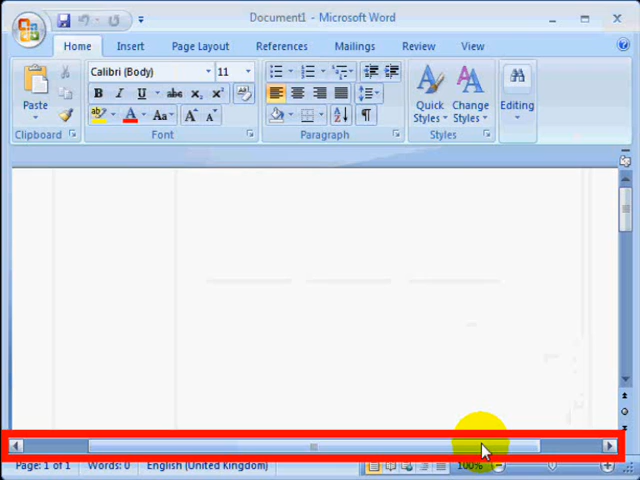 Document1 - Microsoft Word
Home Insert Page Layout References Mailings Review View
Calibri (Body) 11
Paste
B I U abc x₂ x² Aa
A A Aa A A
Quick Styles Change Styles Editing
Clipboard Font Paragraph Styles
Page: 1 of 1 Words: 0 English (United Kingdom) 100%